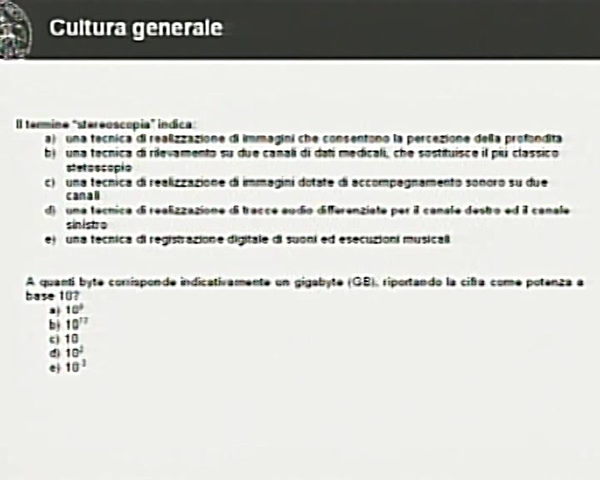 Cultura generale
Il termine "stereoscopia" indica:
a) una tecnica di realizzazione di immagini che consentono la percezione della profondità
b) una tecnica di rilevamento su due canali di dati medicali, che sostituisce il più classico
stetoscopio
c) una tecnica di realizzazione di immagini dotate di accompagnamento sonoro su due
canali
d) una tecnica di realizzazione di tracce audio differenziate per il canale destro ed il canale
sinistro
e) una tecnica di registrazione digitale di suoni ed esecuzioni musicali
A quanti byte corrisponde indicativamente un gigabyte (GB), riportando la cifra come potenza a
base 10?
a)
b)
c) 10
d)
e)